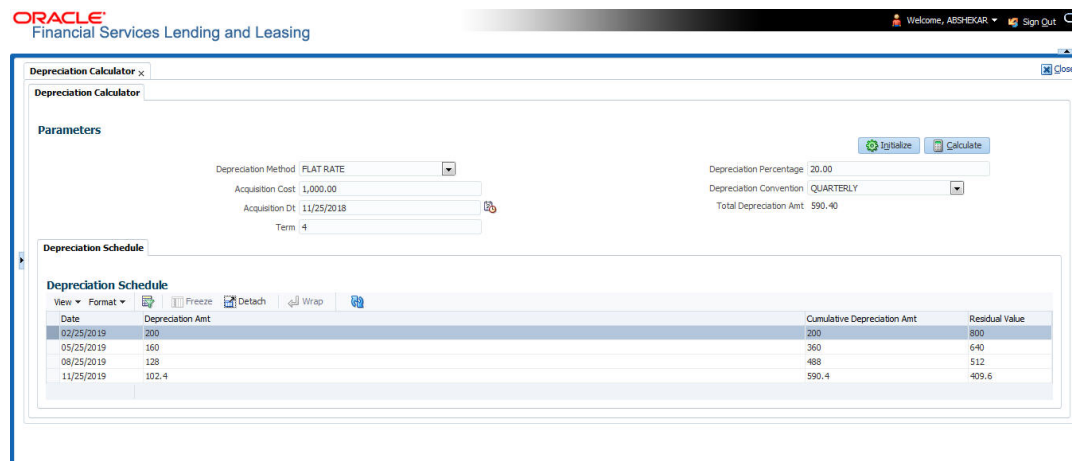 ORACLE
Financial Services Lending and Leasing
Welcome, ABSHEKAR
Sign Out
Depreciation Calculator x
Close
Depreciation Calculator
Parameters
Initialize
Calculate
Depreciation Method FLAT RATE
Depreciation Percentage 20.00
Acquisition Cost 1,000.00
Depreciation Convention QUARTERLY
Acquisition Dt 11/25/2018
Total Depreciation Amt 590.40
Term 4
Depreciation Schedule
Depreciation Schedule
View Format Freeze Detach Wrap
Date Depreciation Amt Cumulative Depreciation Amt Residual Value
02/25/2019 200 200 800
05/25/2019 160 360 640
08/25/2019 128 488 512
11/25/2019 102.4 590.4 409.6